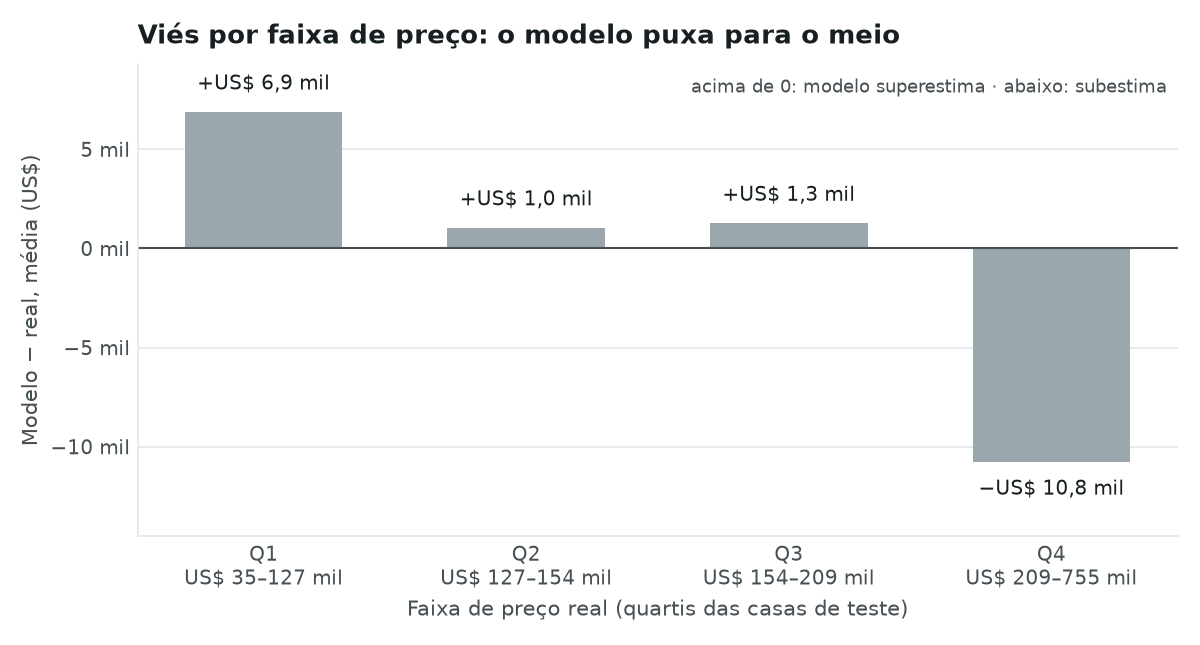 Viés por faixa de preço: o modelo puxa para o meio
acima de 0: modelo superestima · abaixo: subestima
+US$ 6,9 mil
+US$ 1,0 mil
+US$ 1,3 mil
−US$ 10,8 mil
Modelo − real, média (US$)
5 mil
0 mil
−5 mil
−10 mil
Q1
US$ 35–127 mil
Q2
US$ 127–154 mil
Q3
US$ 154–209 mil
Q4
US$ 209–755 mil
Faixa de preço real (quartis das casas de teste)